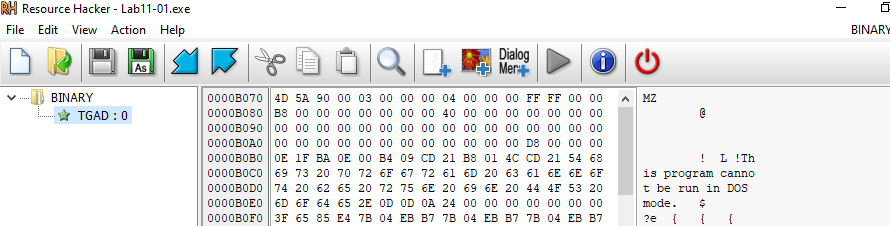 RH Resource Hacker - Lab11-01.exe
File Edit View Action Help BINARY
As Dialog
Menu
BINARY
TGAD : 0
0000B070 4D 5A 90 00 03 00 00 00 04 00 00 00 FF FF 00 00 MZ
0000B080 B8 00 00 00 00 00 00 00 40 00 00 00 00 00 00 00 @
0000B090 00 00 00 00 00 00 00 00 00 00 00 00 00 00 00 00
0000B0A0 00 00 00 00 00 00 00 00 00 00 00 00 D8 00 00 00
0000B0B0 0E 1F BA 0E 00 B4 09 CD 21 B8 01 4C CD 21 54 68 ! L !Th
0000B0C0 69 73 20 70 72 6F 67 72 61 6D 20 63 61 6E 6E 6F is program canno
0000B0D0 74 20 62 65 20 72 75 6E 20 69 6E 20 44 4F 53 20 t be run in DOS
0000B0E0 6D 6F 64 65 2E 0D 0D 0A 24 00 00 00 00 00 00 00 mode. $
0000B0F0 3F 65 85 E4 7B 04 EB B7 7B 04 EB B7 7B 04 EB B7 ?e { { {